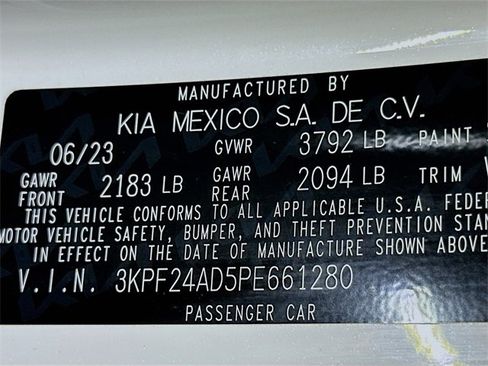 MANUFACTURED BY
KIA MEXICO S.A. DE C.V.
06/23 GVWR 3792 LB PAINT
GAWR FRONT 2183 LB GAWR REAR 2094 LB TRIM
THIS VEHICLE CONFORMS TO ALL APPLICABLE U.S.A. FEDER
MOTOR VEHICLE SAFETY, BUMPER, AND THEFT PREVENTION STAN
IN EFFECT ON THE DATE OF MANUFACTURE SHOWN ABOVE
V.I.N. 3KPF24AD5PE661280
PASSENGER CAR